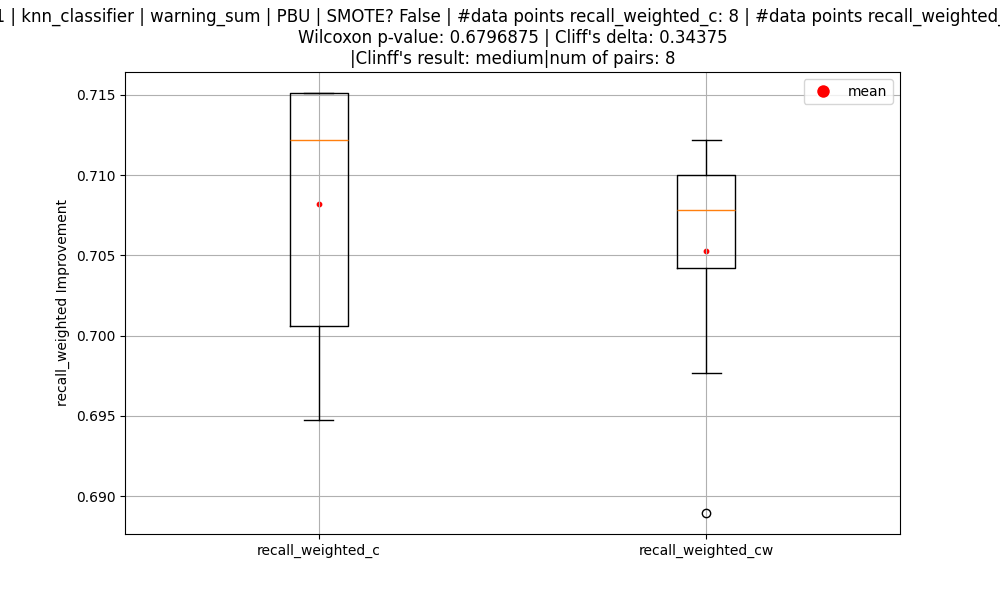 | knn_classifier | warning_sum | PBU | SMOTE? False | #data points recall_weighted_c: 8 | #data points recall_weighted_
Wilcoxon p-value: 0.6796875 | Cliff's delta: 0.34375
|Clinff's result: medium|num of pairs: 8
mean
recall_weighted Improvement
0.715
0.710
0.705
0.700
0.695
0.690
recall_weighted_c
recall_weighted_cw